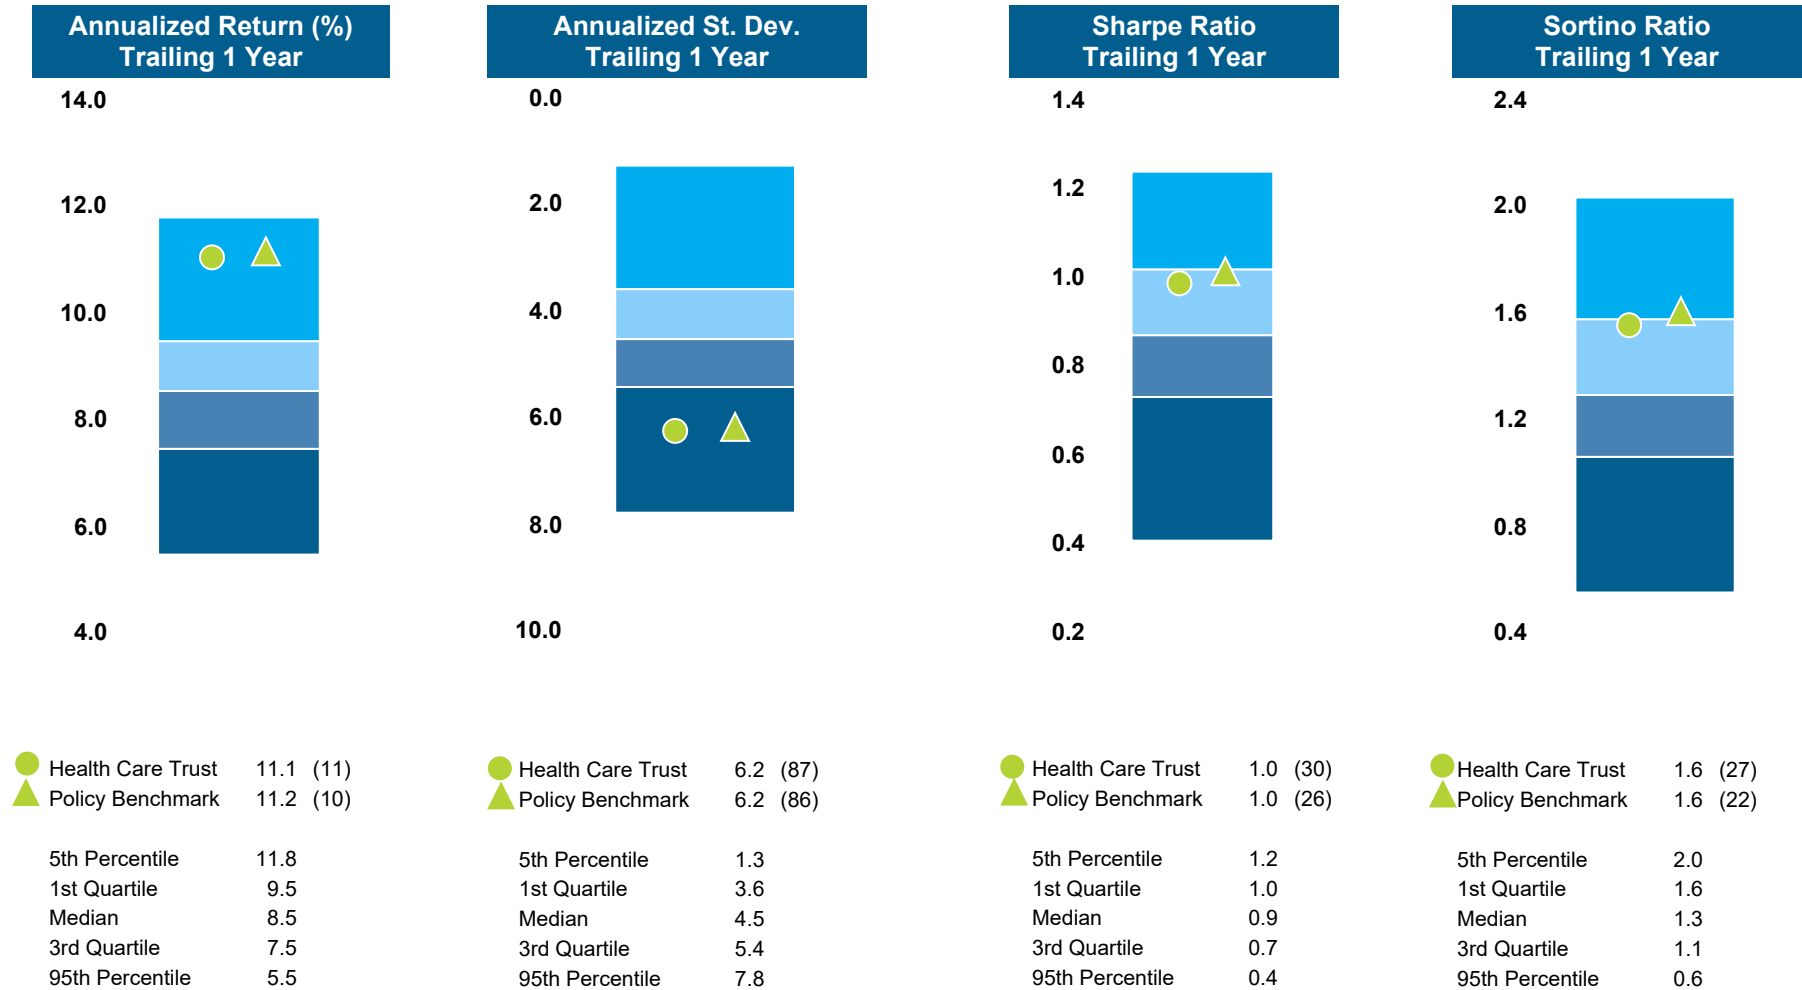 Annualized Return (%)
Trailing 1 Year
14.0
12.0
10.0
8.0
6.0
4.0
Health Care Trust 11.1 (11)
Policy Benchmark 11.2 (10)
5th Percentile 11.8
1st Quartile 9.5
Median 8.5
3rd Quartile 7.5
95th Percentile 5.5
Annualized St. Dev.
Trailing 1 Year
0.0
2.0
4.0
6.0
8.0
10.0
Health Care Trust 6.2 (87)
Policy Benchmark 6.2 (86)
5th Percentile 1.3
1st Quartile 3.6
Median 4.5
3rd Quartile 5.4
95th Percentile 7.8
Sharpe Ratio
Trailing 1 Year
1.4
1.2
1.0
0.8
0.6
0.4
0.2
Health Care Trust 1.0 (30)
Policy Benchmark 1.0 (26)
5th Percentile 1.2
1st Quartile 1.0
Median 0.9
3rd Quartile 0.7
95th Percentile 0.4
Sortino Ratio
Trailing 1 Year
2.4
2.0
1.6
1.2
0.8
0.4
Health Care Trust 1.6 (27)
Policy Benchmark 1.6 (22)
5th Percentile 2.0
1st Quartile 1.6
Median 1.3
3rd Quartile 1.1
95th Percentile 0.6